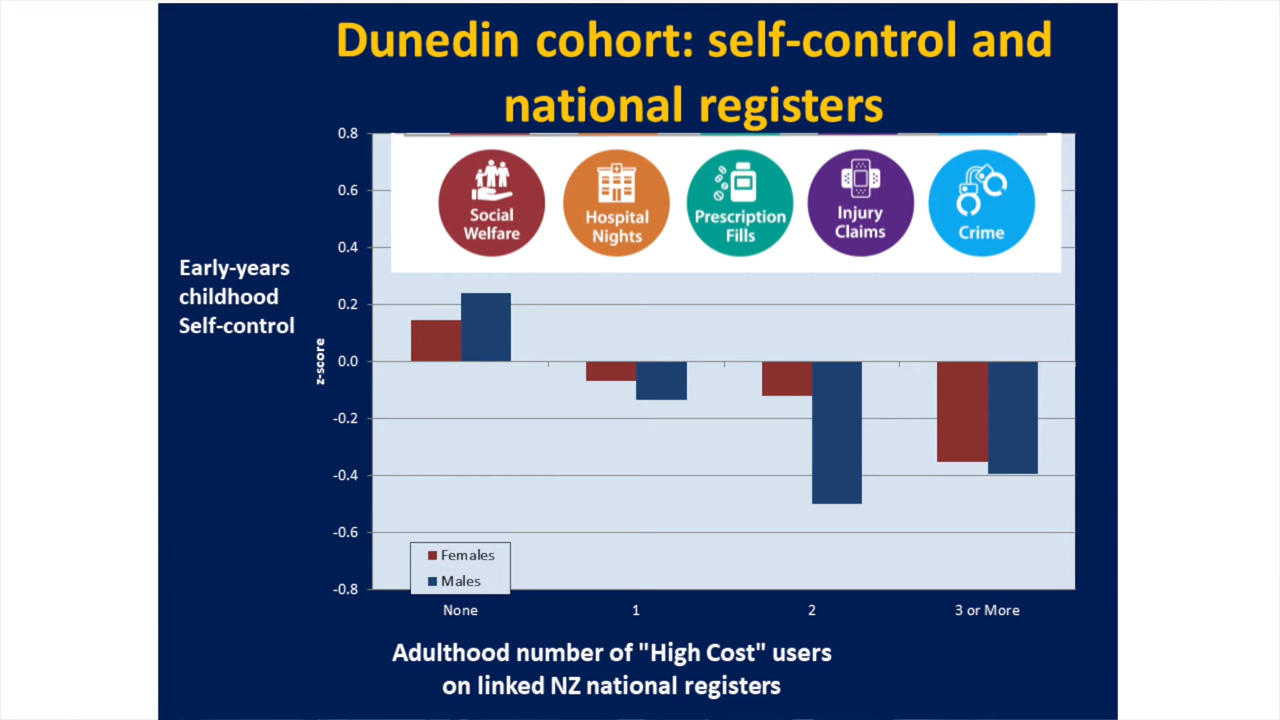 Dunedin cohort: self-control and
national registers
0.8
0.6
0.4
0.2
0.0
-0.2
-0.4
-0.6
-0.8
Early-years
childhood
Self-control
z-score
Social
Welfare
Hospital
Nights
Prescription
Fills
Injury
Claims
Crime
Females
Males
None
1
2
3 or More
Adulthood number of "High Cost" users
on linked NZ national registers